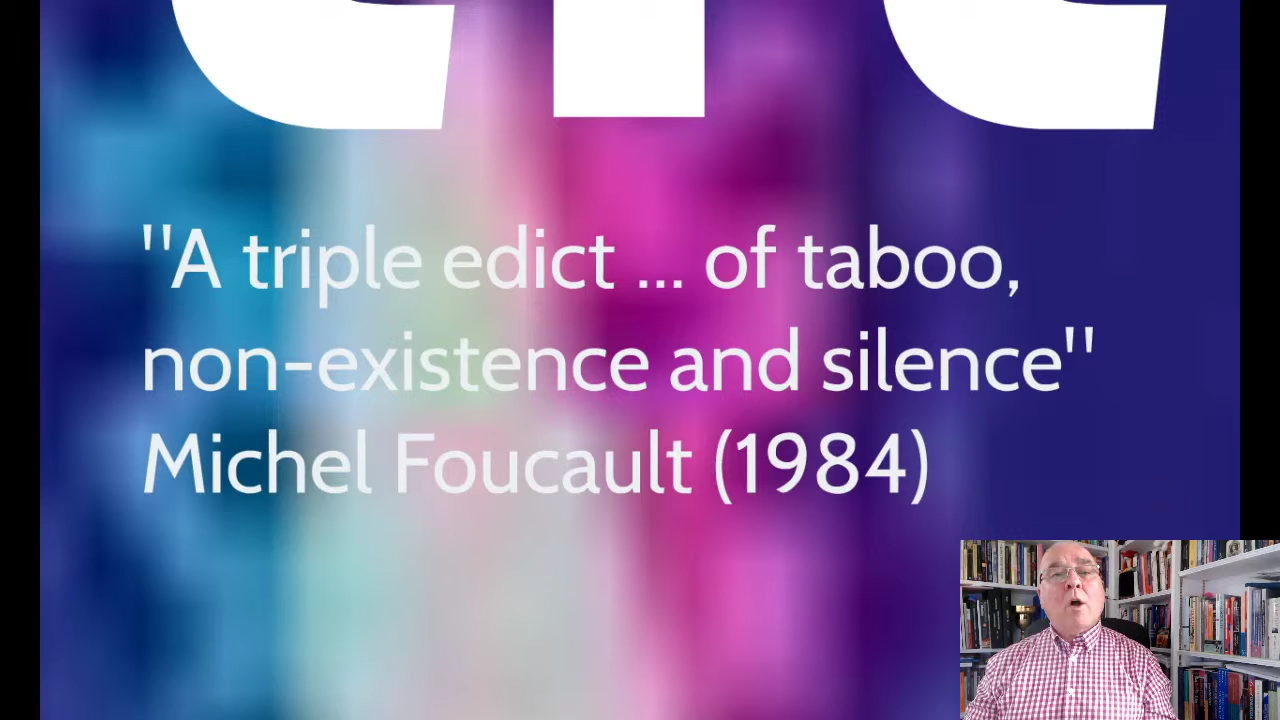 "A triple edict ... of taboo,
non-existence and silence"
Michel Foucault (1984)